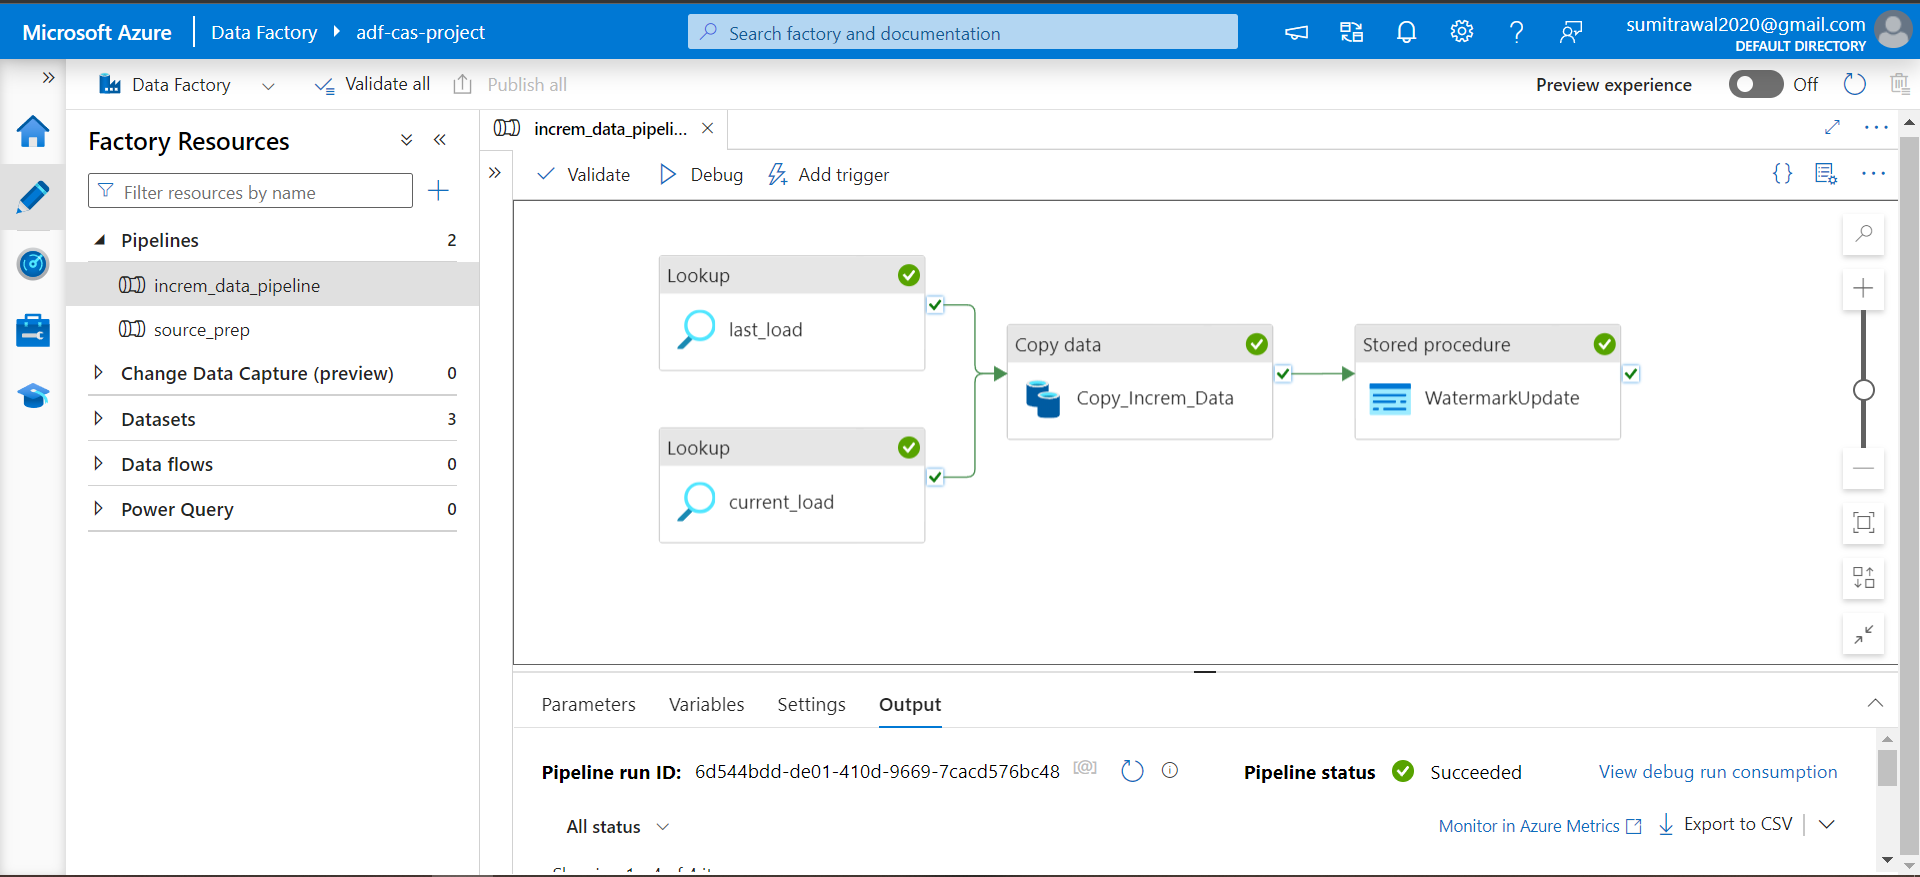 Microsoft Azure
Data Factory
adf-cas-project
Search factory and documentation
sumitrawal2020@gmail.com
DEFAULT DIRECTORY
Data Factory
Validate all
Publish all
Preview experience
Off
Factory Resources
Filter resources by name
Pipelines 2
increm_data_pipeline
source_prep
Change Data Capture (preview) 0
Datasets 3
Data flows 0
Power Query 0
increm_data_pipeli...
Validate
Debug
Add trigger
{}
Lookup
last_load
Lookup
current_load
Copy data
Copy_Increm_Data
Stored procedure
WatermarkUpdate
Parameters
Variables
Settings
Output
Pipeline run ID: 6d544bdd-de01-410d-9669-7cacd576bc48
[@]
Pipeline status
Succeeded
View debug run consumption
All status
Monitor in Azure Metrics
Export to CSV